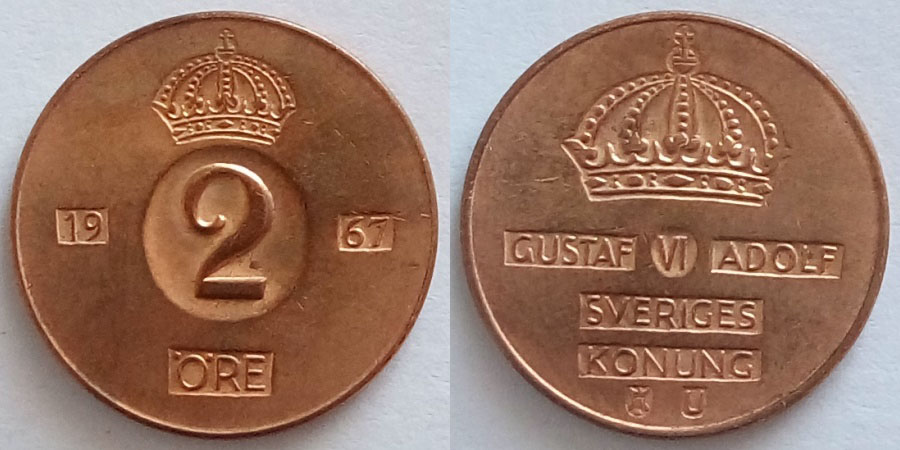 2
19 67
ÖRE
GUSTAF VI ADOLF
SVERIGES
KONUNG
U